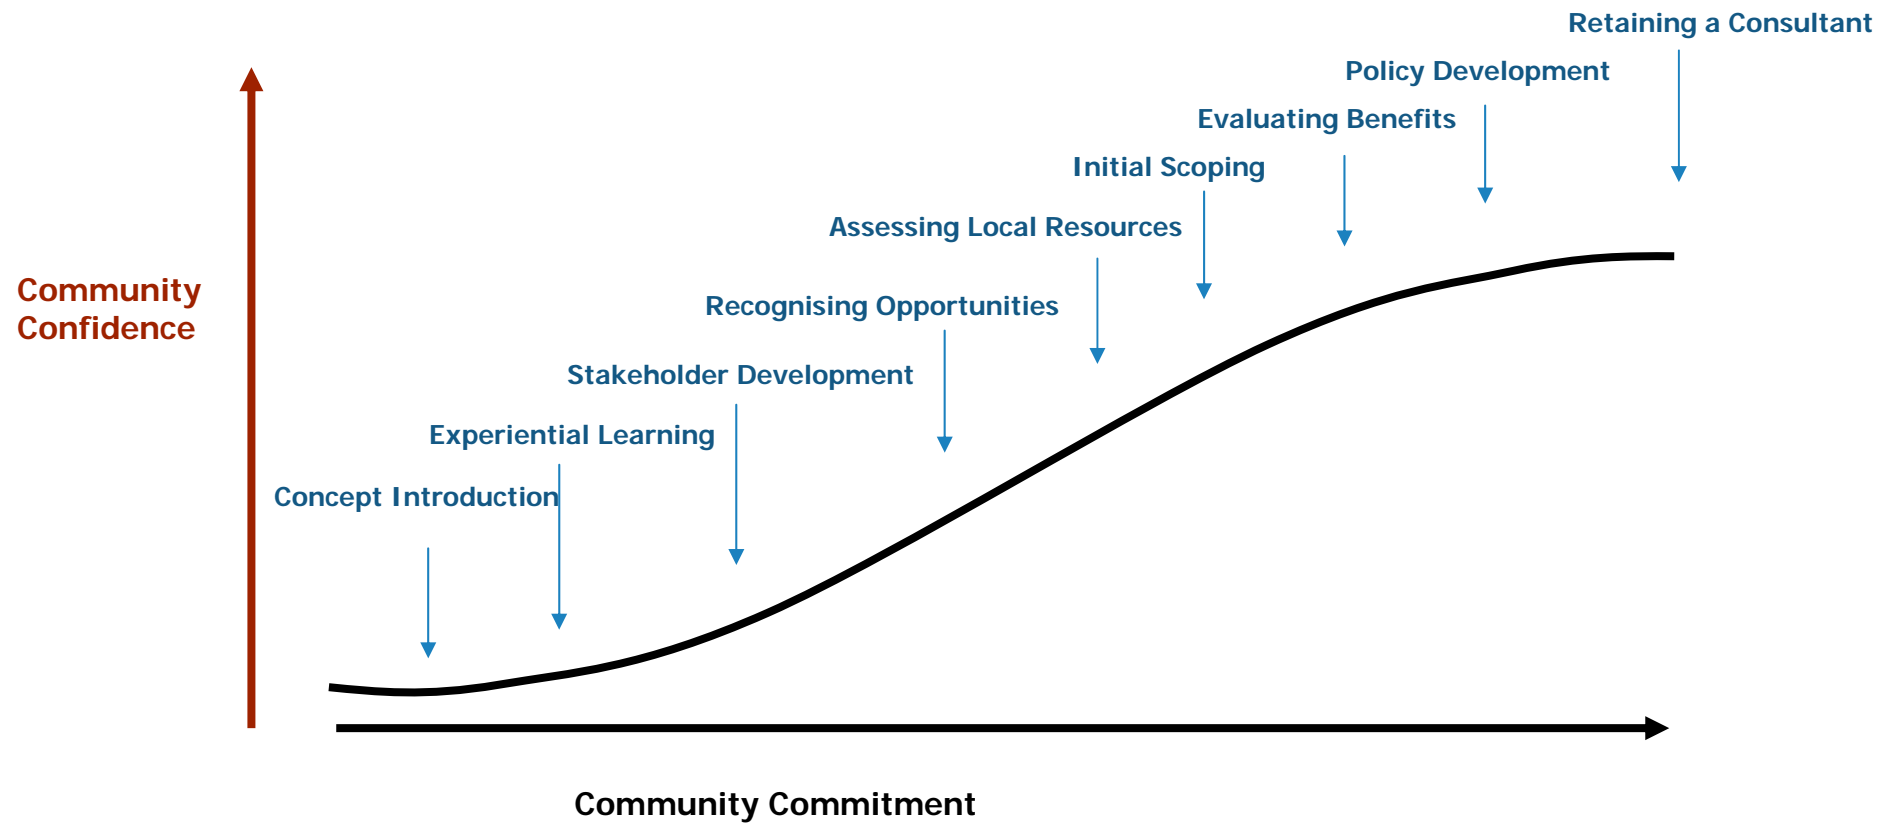 Retaining a Consultant
Policy Development
Evaluating Benefits
Initial Scoping
Assessing Local Resources
Community
Confidence
Recognising Opportunities
Stakeholder Development
Experiential Learning
Concept Introduction
Community Commitment